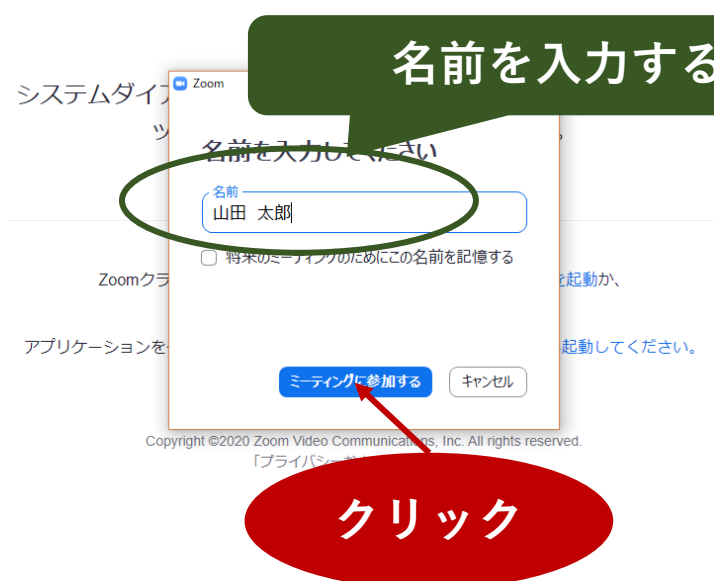 名前を入力する
システムダイア
Zoom
ツ
名前を入力してください
名前
山田 太郎
将来のミーティングのためにこの名前を記憶する
Zoomクラ
を起動か、
アプリケーションを
起動してください。
ミーティングに参加する
キャンセル
Copyright ©2020 Zoom Video Communications, Inc. All rights reserved.
「プライバシー
クリック